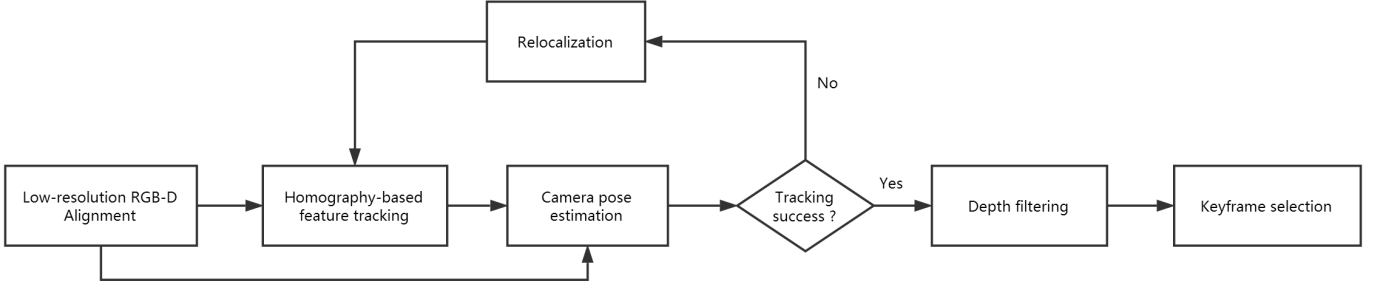 Relocalization
No
Low-resolution RGB-D
Alignment
Homography-based
feature tracking
Camera pose
estimation
Tracking
success ?
Yes
Depth filtering
Keyframe selection